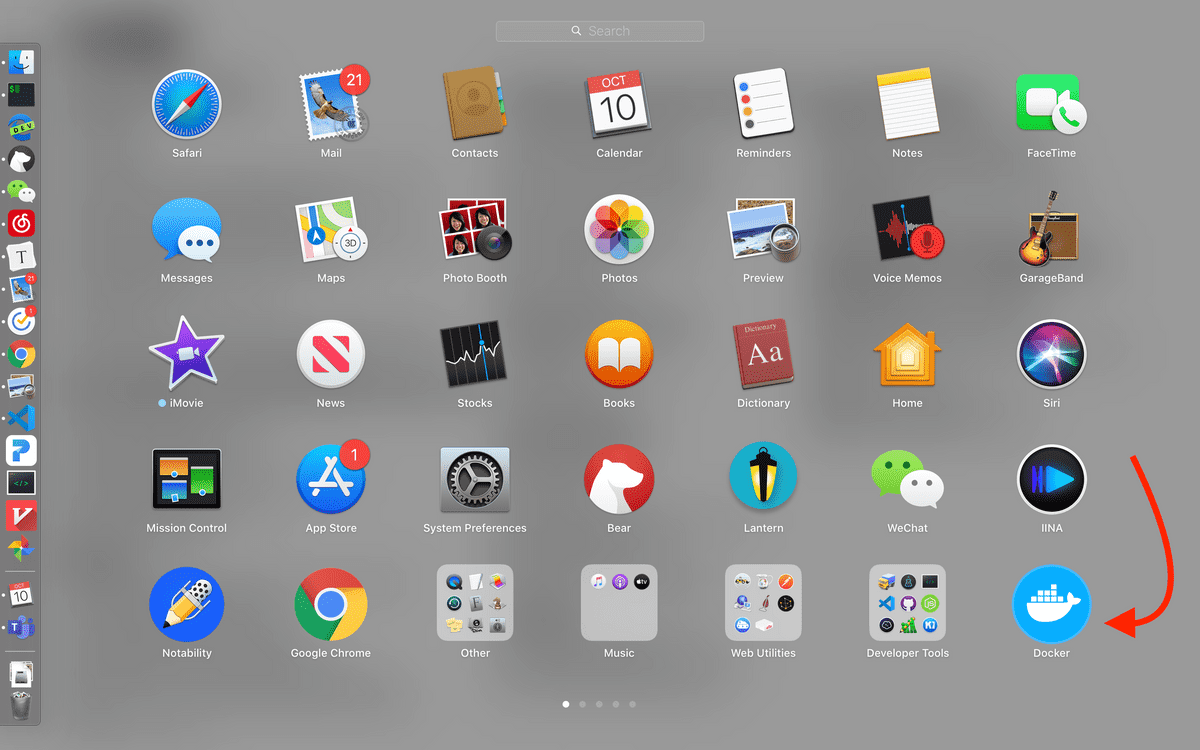 Search
21
OCT
10
Safari
Mail
Contacts
Calendar
Reminders
Notes
FaceTime
3D
Messages
Maps
Photo Booth
Photos
Preview
Voice Memos
GarageBand
Dictionary
Aa
iMovie
News
Stocks
Books
Dictionary
Home
Siri
1
Mission Control
App Store
System Preferences
Bear
Lantern
WeChat
IINA
Notability
Google Chrome
Other
Music
Web Utilities
Developer Tools
Docker
$
DEV
T
21
1
</>
OCT
10
T
tv